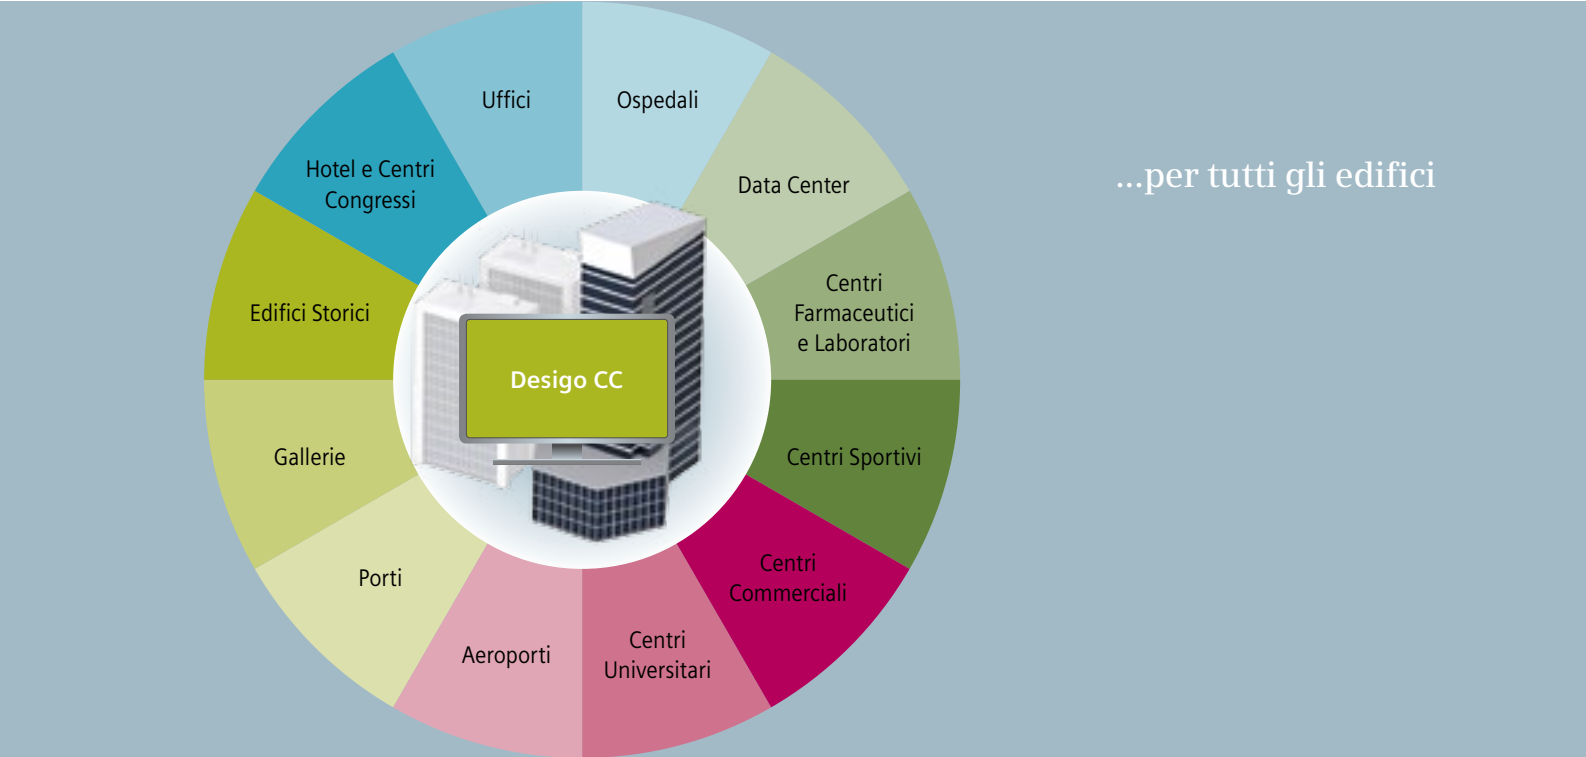 Uffici
Ospedali
Data Center
Centri
Farmaceutici
e Laboratori
Centri Sportivi
Centri
Commerciali
Centri
Universitari
Aeroporti
Porti
Gallerie
Edifici Storici
Hotel e Centri
Congressi
Desigo CC
...per tutti gli edifici